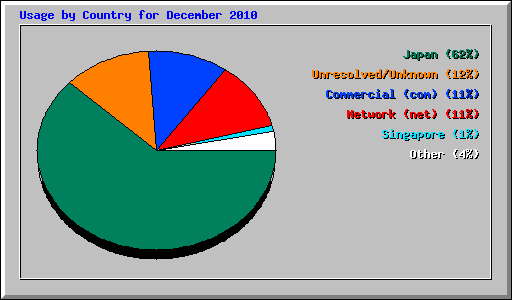 Usage by Country for December 2010
Japan (62%)
Unresolved/Unknown (12%)
Commercial (com) (11%)
Network (net) (11%)
Singapore (1%)
Other (4%)